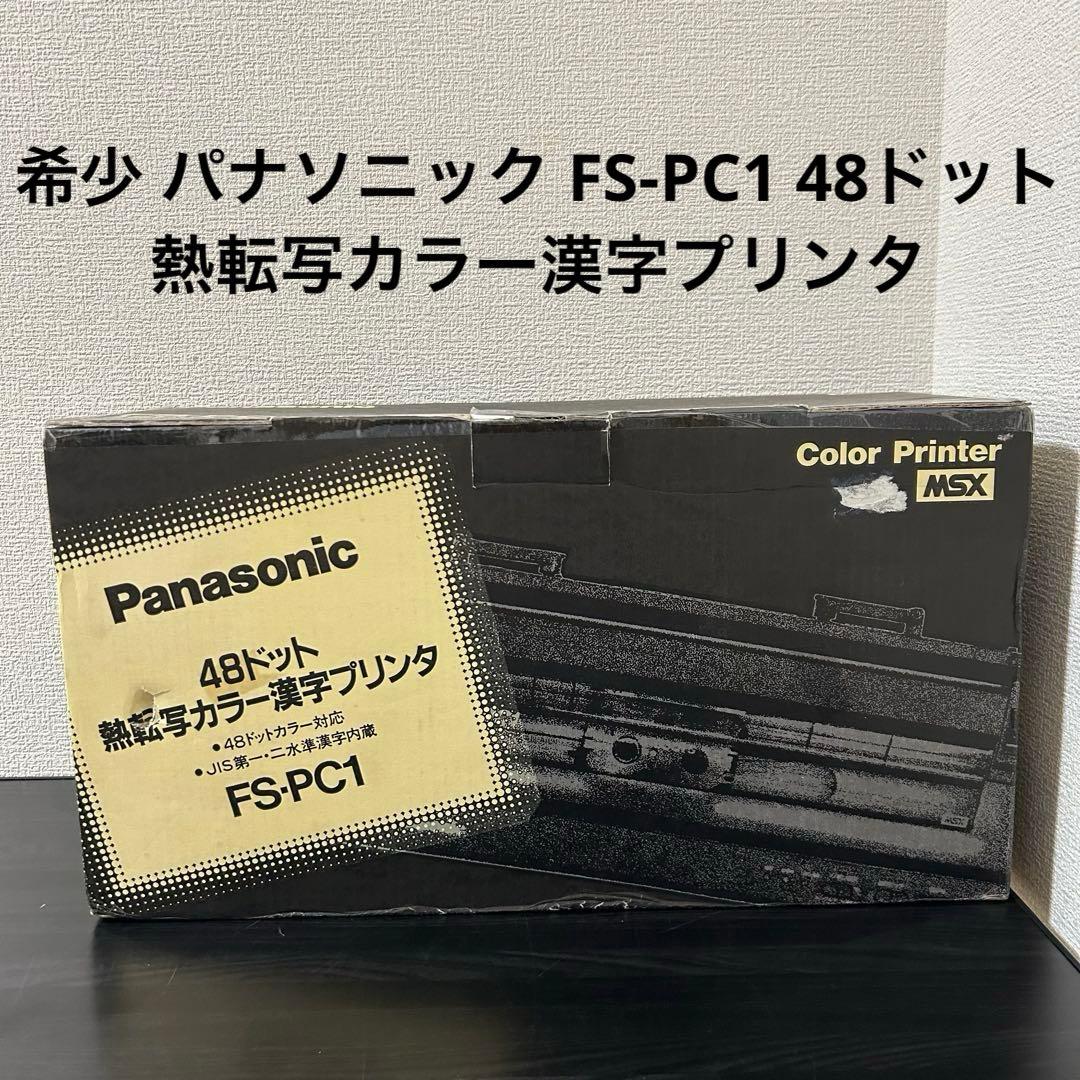 希少 パナソニック FS-PC1 48ドット
熱転写カラー漢字プリンタ
Color Printer
MSX
Panasonic
48ドット
熱転写カラー漢字プリンタ
•48ドットカラー対応
•JIS第一・二水準漢字内蔵
FS-PC1
MSX